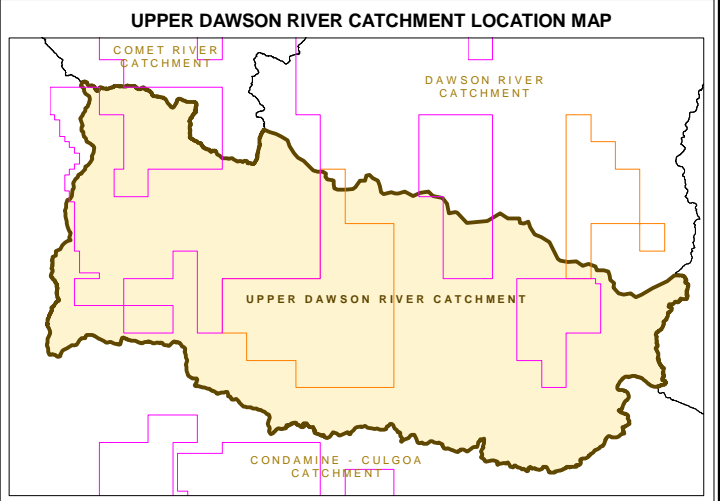 UPPER DAWSON RIVER CATCHMENT LOCATION MAP
COMET RIVER
CATCHMENT
DAWSON RIVER
CATCHMENT
UPPER DAWSON RIVER CATCHMENT
CONDAMINE - CULGOA
CATCHMENT